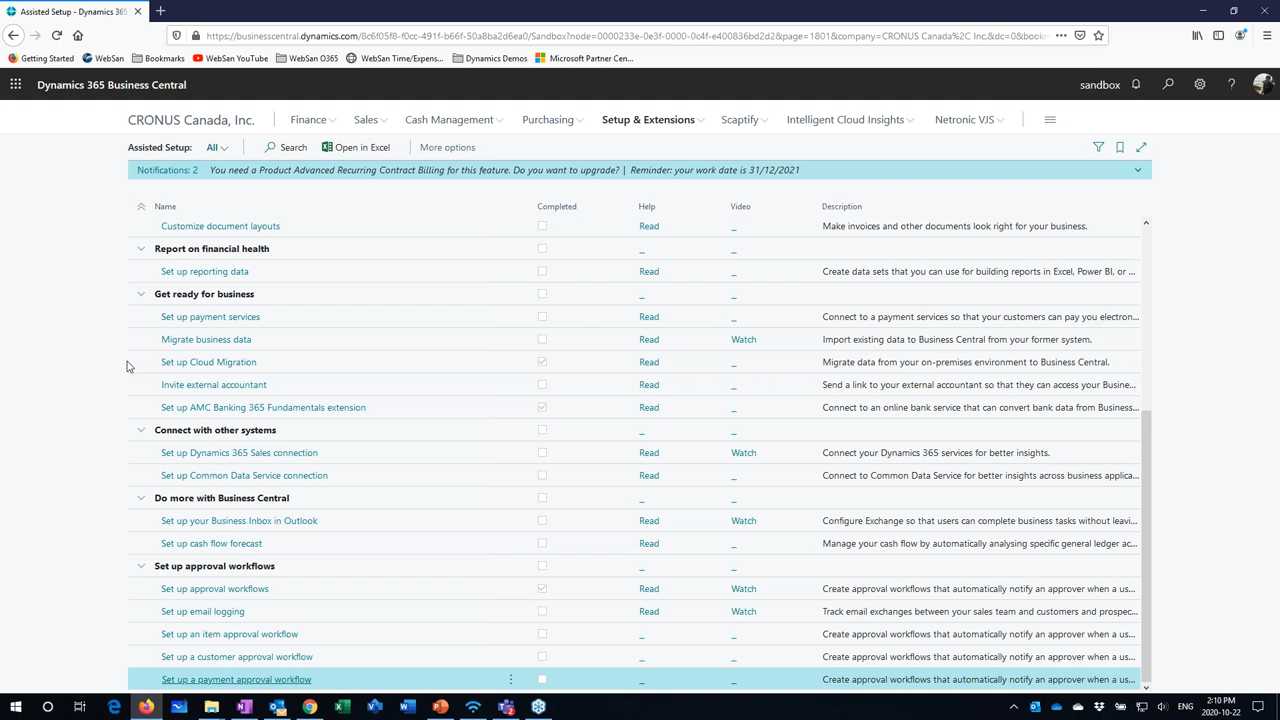 Assisted Setup - Dynamics 365
https://businesscentral.dynamics.com/8c6f05f8-f0cc-491f-b66f-50a8ba2d6ea0/Sandbox?node=0000233e-0e3f-0000-0c4f-e400836bd2d2&page=1801&company=CRONUS Canada%2C Inc.&dc=0&book
Getting Started WebSan Bookmarks WebSan YouTube WebSan O365 WebSan Time/Expens... Dynamics Demos Microsoft Partner Cen...
Dynamics 365 Business Central sandbox
CRONUS Canada, Inc. Finance Sales Cash Management Purchasing Setup & Extensions Scaptify Intelligent Cloud Insights Netronic VJS
Assisted Setup: All Search Open in Excel More options
Notifications: 2 You need a Product Advanced Recurring Contract Billing for this feature. Do you want to upgrade? | Reminder: your work date is 31/12/2021
Name Completed Help Video Description
Customize document layouts Read _ Make invoices and other documents look right for your business.
Report on financial health _ _
Set up reporting data Read _ Create data sets that you can use for building reports in Excel, Power BI, or ...
Get ready for business _ _
Set up payment services Read _ Connect to a payment services so that your customers can pay you electron...
Migrate business data Read Watch Import existing data to Business Central from your former system.
Set up Cloud Migration Read _ Migrate data from your on-premises environment to Business Central.
Invite external accountant Read _ Send a link to your external accountant so that they can access your Busine...
Set up AMC Banking 365 Fundamentals extension Read _ Connect to an online bank service that can convert bank data from Business...
Connect with other systems _ _
Set up Dynamics 365 Sales connection Read Watch Connect your Dynamics 365 services for better insights.
Set up Common Data Service connection Read _ Connect to Common Data Service for better insights across business applica...
Do more with Business Central _ _
Set up your Business Inbox in Outlook Read Watch Configure Exchange so that users can complete business tasks without leavi...
Set up cash flow forecast Read _ Manage your cash flow by automatically analysing specific general ledger ac...
Set up approval workflows _ _
Set up approval workflows Read Watch Create approval workflows that automatically notify an approver when a us...
Set up email logging Read Watch Track email exchanges between your sales team and customers and prospec...
Set up an item approval workflow _ _ Create approval workflows that automatically notify an approver when a us...
Set up a customer approval workflow _ _ Create approval workflows that automatically notify an approver when a us...
Set up a payment approval workflow _ _ Create approval workflows that automatically notify an approver when a us...
ENG 2:10 PM
2020-10-22